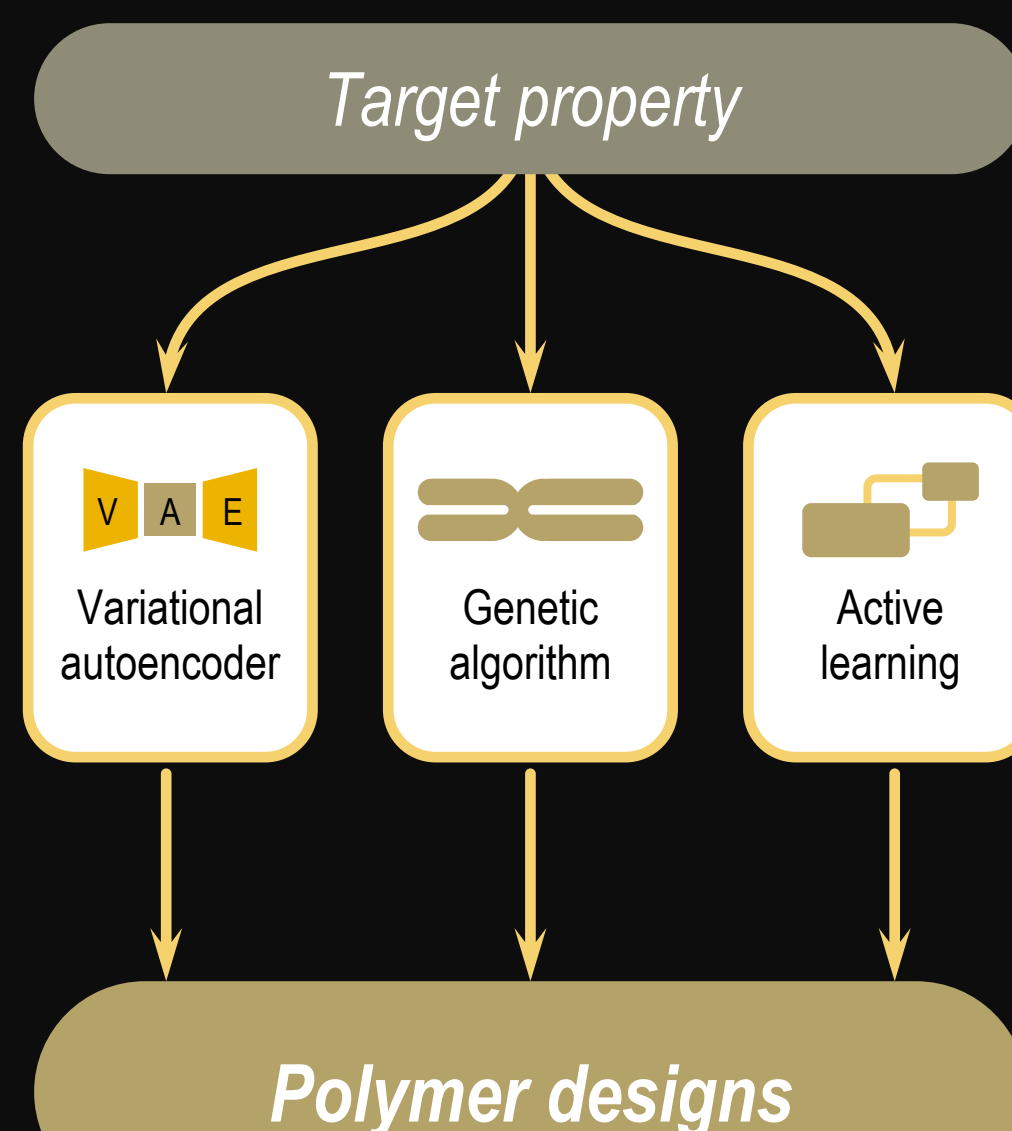 Target property
V A E
Variational
autoencoder
Genetic
algorithm
Active
learning
Polymer designs